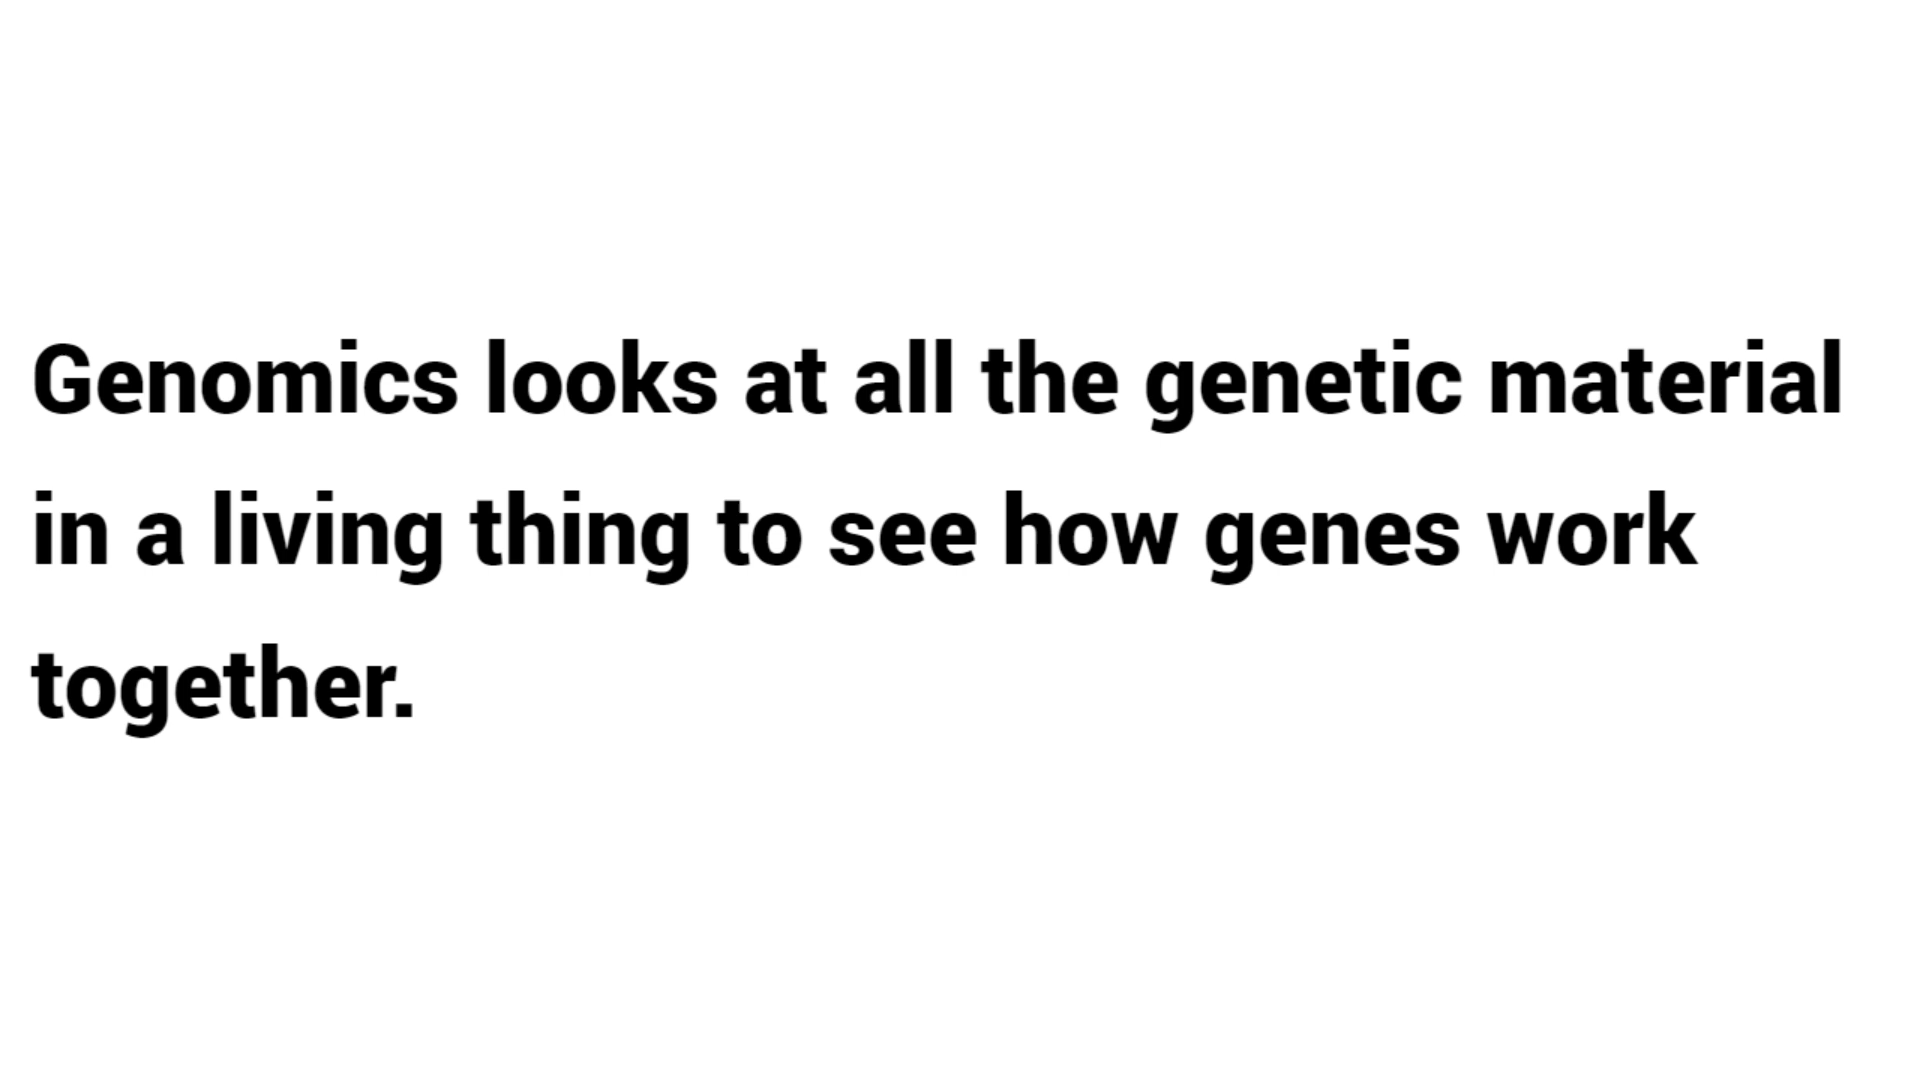 Genomics looks at all the genetic material
in a living thing to see how genes work
together.